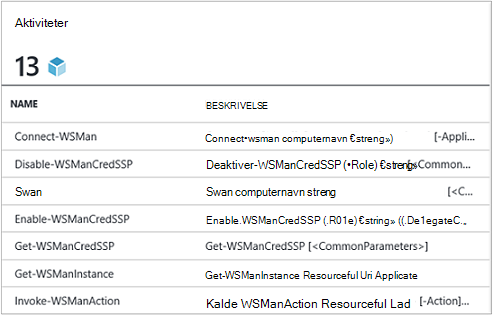 Aktiviteter
13
NAME BESKRIVELSE
Connect-WSMan Connect•wsman computernavn €streng») [-Appli...
Disable-WSManCredSSP Deaktiver-WSManCredSSP (•Role) €streng» [<Common...
Swan Swan computernavn streng [<C...
Enable-WSManCredSSP Enable.WSManCredSSP (.R01e) €string» ((.De1egateC.,
Get-WSManCredSSP Get-WSManCredSSP [<CommonParameters>]
Get-WSManInstance Get-WSManInstance Resourceful Uri Applicate
Invoke-WSManAction Kalde WSManAction Resourceful Lad [-Action]...